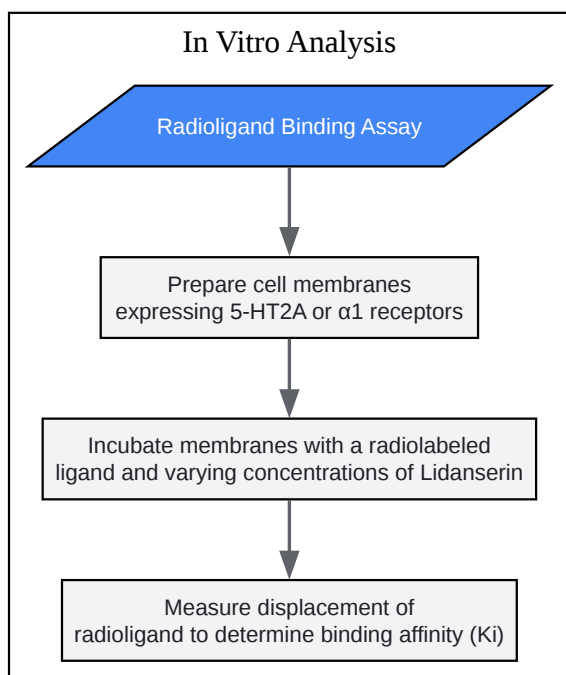 In Vitro Analysis
Radioligand Binding Assay
Prepare cell membranes
expressing 5-HT2A or α1 receptors
Incubate membranes with a radiolabeled
ligand and varying concentrations of Lidanserin
Measure displacement of
radioligand to determine binding affinity (Ki)